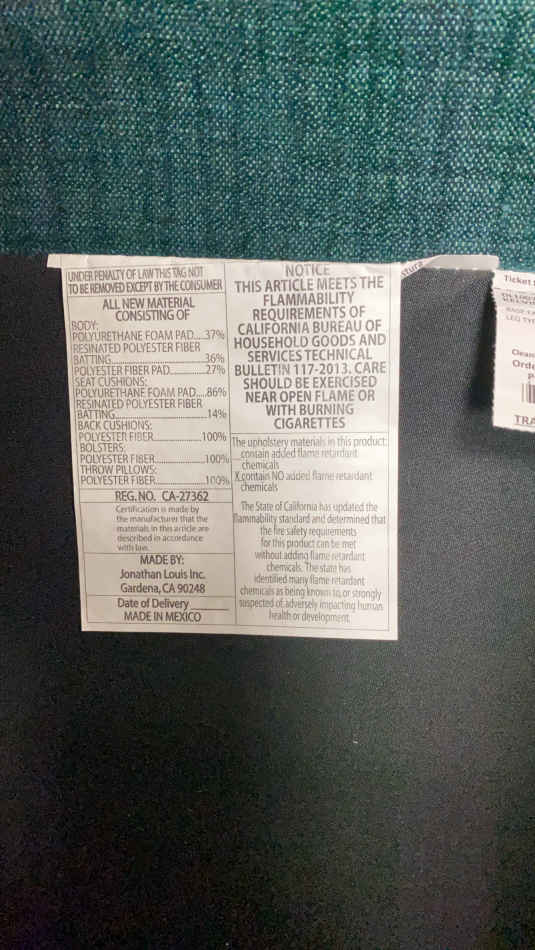 UNDER PENALTY OF LAW THIS TAG NOT
TO BE REMOVED EXCEPT BY THE CONSUMER
ALL NEW MATERIAL
CONSISTING OF
BODY:
POLYURETHANE FOAM PAD.....37%
RESINATED POLYESTER FIBER
BATTING..............................36%
POLYESTER FIBER PAD...........27%
SEAT CUSHIONS:
POLYURETHANE FOAM PAD....86%
RESINATED POLYESTER FIBER
BATTING..............................14%
BACK CUSHIONS:
POLYESTER FIBER................100%
BOLSTERS:
POLYESTER FIBER................100%
THROW PILLOWS:
POLYESTER FIBER................100%
REG. NO. CA-27362
Certification is made by
the manufacturer that the
materials in this article are
described in accordance
with law.
MADE BY:
Jonathan Louis Inc.
Gardena, CA 90248
Date of Delivery ________
MADE IN MEXICO
NOTICE
THIS ARTICLE MEETS THE
FLAMMABILITY
REQUIREMENTS OF
CALIFORNIA BUREAU OF
HOUSEHOLD GOODS AND
SERVICES TECHNICAL
BULLETIN 117-2013. CARE
SHOULD BE EXERCISED
NEAR OPEN FLAME OR
WITH BURNING
CIGARETTES
The upholstery materials in this product:
_contain added flame retardant
chemicals
X contain NO added flame retardant
chemicals
The State of California has updated the
flammability standard and determined that
the fire safety requirements
for this product can be met
without adding flame retardant
chemicals. The state has
identified many flame retardant
chemicals as being known to, or strongly
suspected of, adversely impacting human
health or development.
Ticket
LEG TY
Clean
Orde
TRA